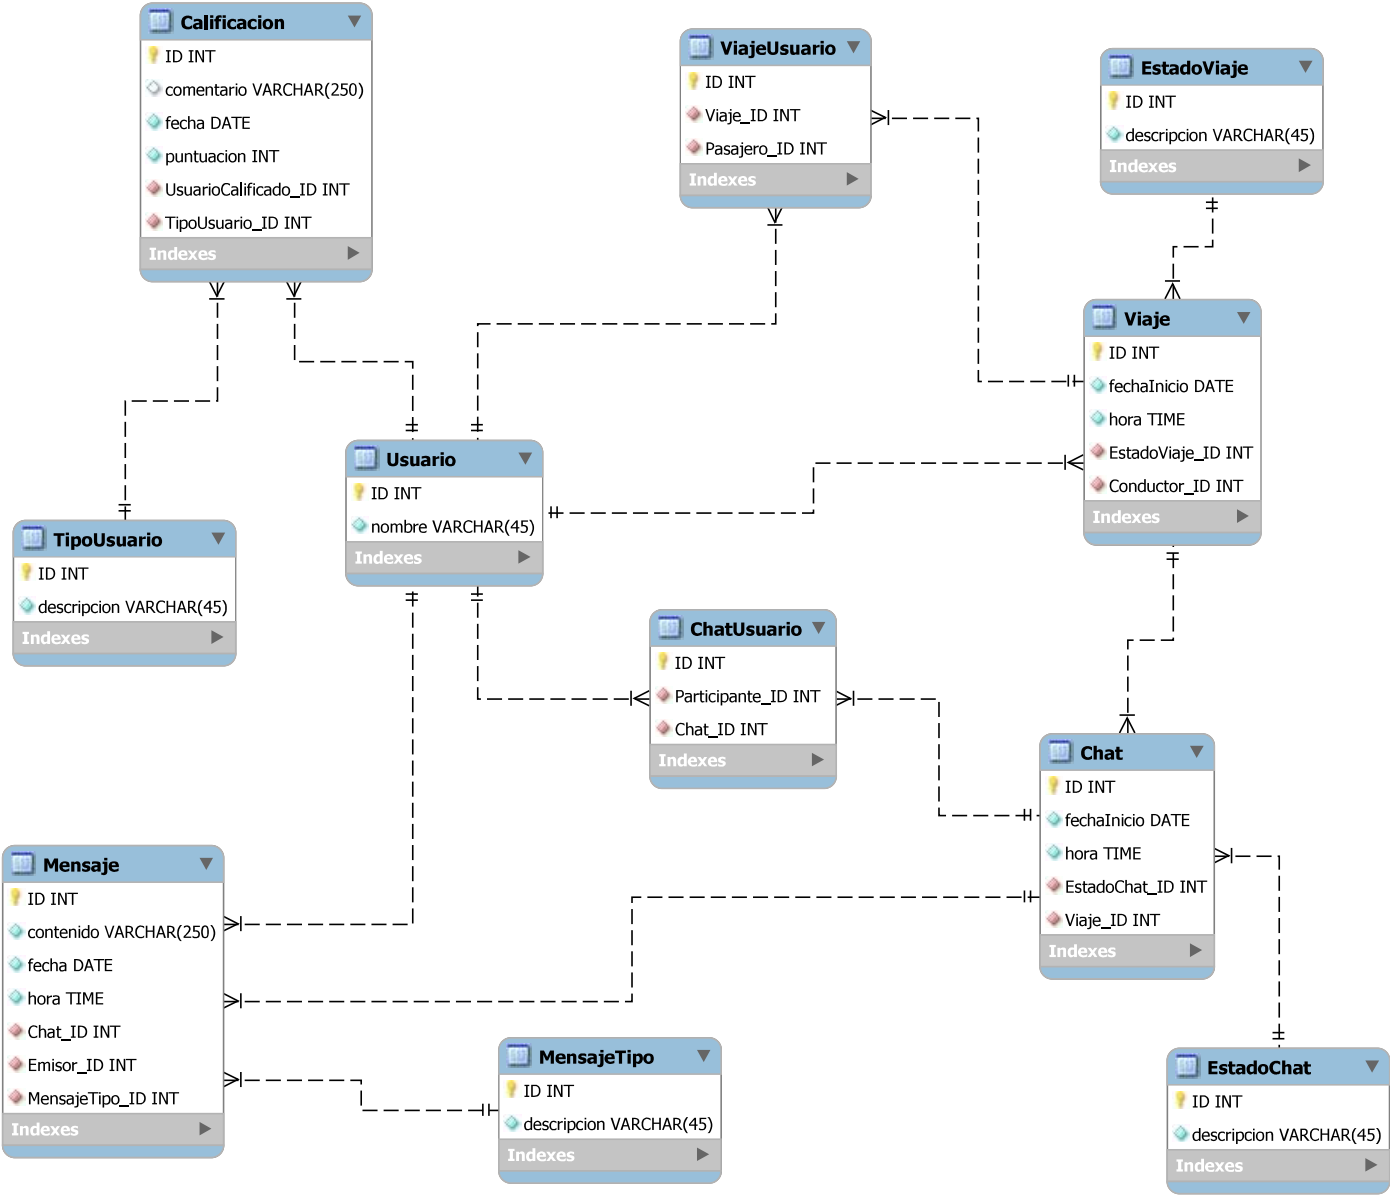 Calificacion
ID INT
comentario VARCHAR(250)
fecha DATE
puntuacion INT
UsuarioCalificado_ID INT
TipoUsuario_ID INT
Indexes
ViajeUsuario
ID INT
Viaje_ID INT
Pasajero_ID INT
Indexes
EstadoViaje
ID INT
descripcion VARCHAR(45)
Indexes
Viaje
ID INT
fechaInicio DATE
hora TIME
EstadoViaje_ID INT
Conductor_ID INT
Indexes
Usuario
ID INT
nombre VARCHAR(45)
Indexes
TipoUsuario
ID INT
descripcion VARCHAR(45)
Indexes
ChatUsuario
ID INT
Participante_ID INT
Chat_ID INT
Indexes
Chat
ID INT
fechaInicio DATE
hora TIME
EstadoChat_ID INT
Viaje_ID INT
Indexes
Mensaje
ID INT
contenido VARCHAR(250)
fecha DATE
hora TIME
Chat_ID INT
Emisor_ID INT
MensajeTipo_ID INT
Indexes
MensajeTipo
ID INT
descripcion VARCHAR(45)
Indexes
EstadoChat
ID INT
descripcion VARCHAR(45)
Indexes